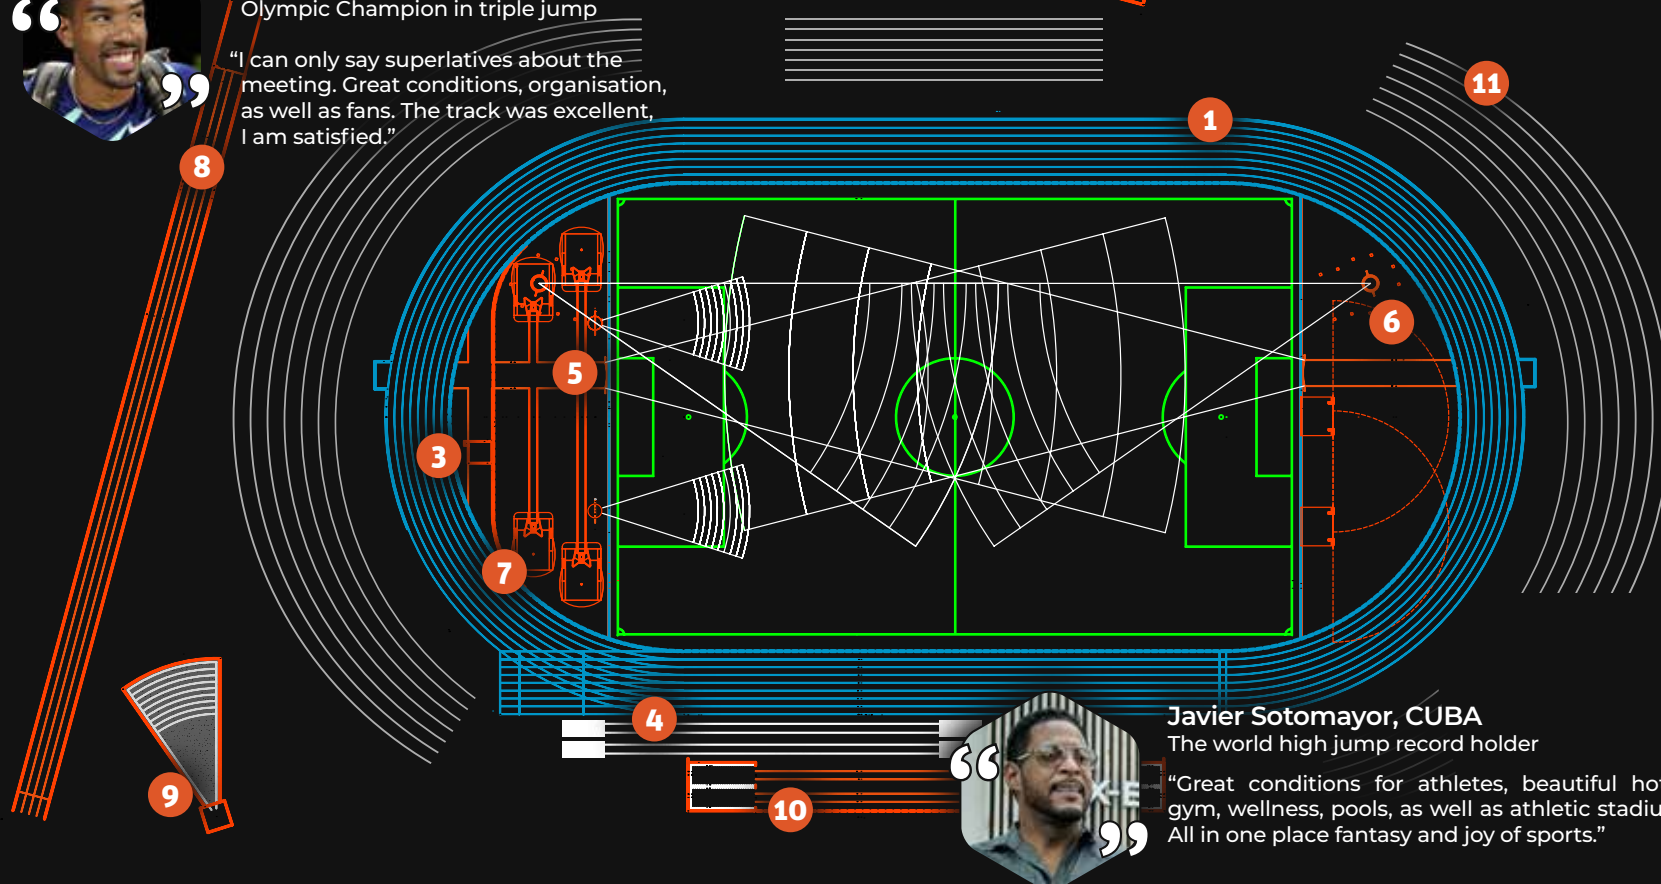 Olympic Champion in triple jump
“I can only say superlatives about the
meeting. Great conditions, organisation,
as well as fans. The track was excellent,
I am satisfied.”
11
1
8
6
5
3
7
4
9
10
X-E
Javier Sotomayor, CUBA
The world high jump record holder
“Great conditions for athletes, beautiful
gym, wellness, pools, as well as athletic
All in one place fantasy and joy of sports.”